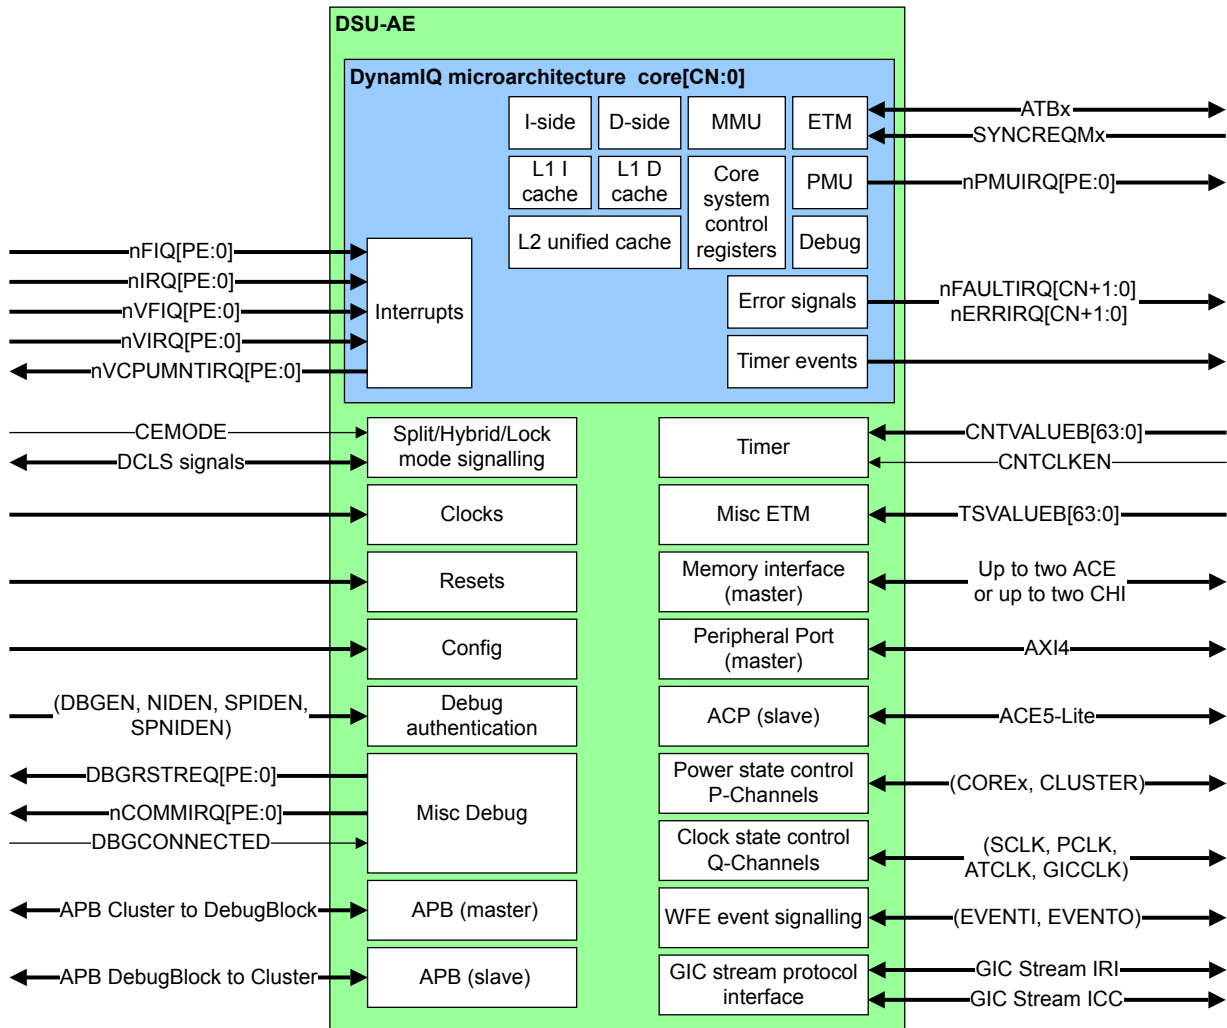 DSU-AE
DynamIQ microarchitecture core[CN:0]
I-side
D-side
MMU
ETM
ATBx
SYNCREQMx
L1 I
cache
L1 D
cache
Core
system
control
registers
PMU
nPMUIRQ[PE:0]
L2 unified cache
Debug
nFIQ[PE:0]
nIRQ[PE:0]
nVFIQ[PE:0]
nVIRQ[PE:0]
nVCPUMNTIRQ[PE:0]
Interrupts
Error signals
nFAULTIRQ[CN+1:0]
nERRIRQ[CN+1:0]
Timer events
CEMODE
DCLS signals
Split/Hybrid/Lock
mode signalling
Timer
CNTVALUEB[63:0]
CNTCLKEN
Clocks
Misc ETM
TSVALUEB[63:0]
Resets
Memory interface
(master)
Up to two ACE
or up to two CHI
Config
Peripheral Port
(master)
AXI4
(DBGEN, NIDEN, SPIDEN,
SPNIDEN)
Debug
authentication
ACP (slave)
ACE5-Lite
DBGRSTREQ[PE:0]
nCOMMIRQ[PE:0]
DBGCONNECTED
Misc Debug
Power state control
P-Channels
(COREx, CLUSTER)
Clock state control
Q-Channels
(SCLK, PCLK,
ATCLK, GICCLK)
APB Cluster to DebugBlock
APB (master)
WFE event signalling
(EVENTI, EVENTO)
APB DebugBlock to Cluster
APB (slave)
GIC stream protocol
interface
GIC Stream IRI
GIC Stream ICC